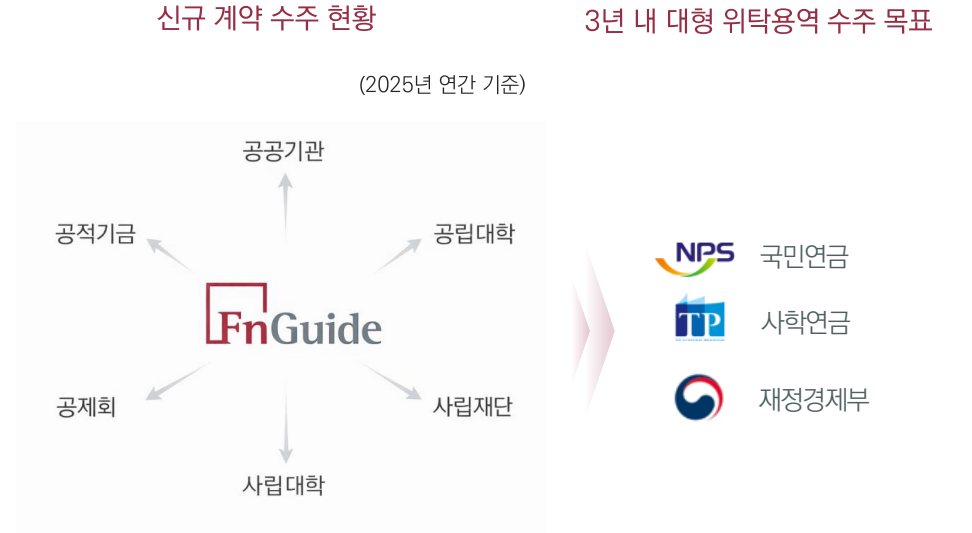 신규 계약 수주 현황
3년 내 대형 위탁용역 수주 목표
(2025년 연간 기준)
공공기관
공적기금
공립대학
FnGuide
공제회
사립재단
사립대학
NPS 국민연금
TP 사학연금
재정경제부